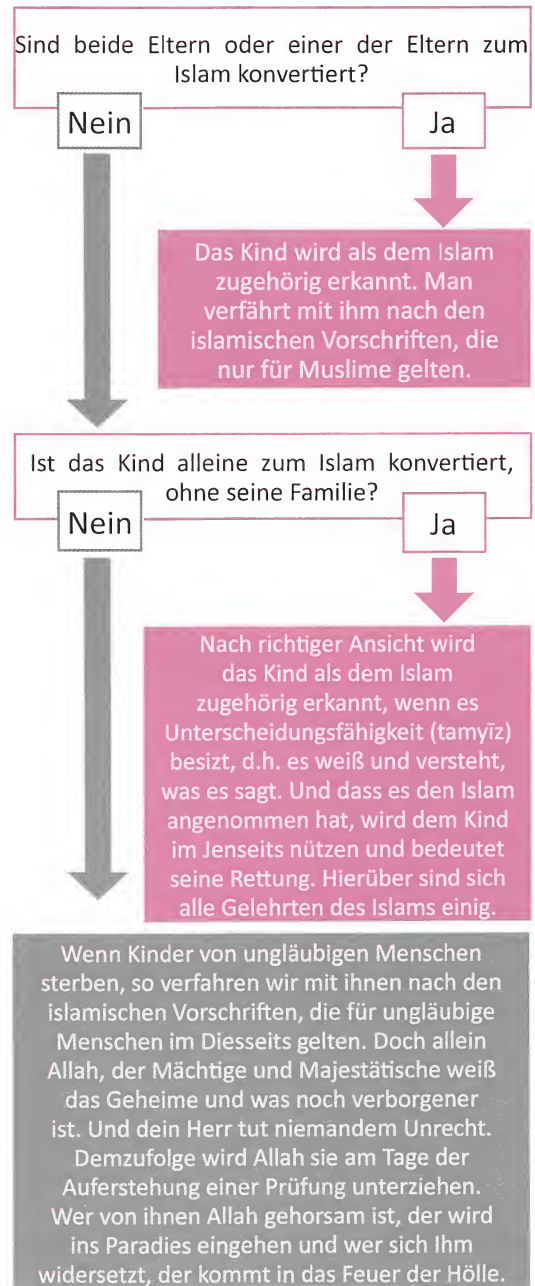 Sind beide Eltern oder einer der Eltern zum
Islam konvertiert?
Nein
Ja
Das Kind wird als dem Islam
zugehörig erkannt. Man
verfährt mit ihm nach den
islamischen Vorschriften, die
nur für Muslime gelten.
Ist das Kind alleine zum Islam konvertiert,
ohne seine Familie?
Nein
Ja
Nach richtiger Ansicht wird
das Kind als dem Islam
zugehörig erkannt, wenn es
Unterscheidungsfähigkeit (tamyīz)
besizt, d.h. es weiß und versteht,
was es sagt. Und dass es den Islam
angenommen hat, wird dem Kind
im Jenseits nützen und bedeutet
seine Rettung. Hierüber sind sich
alle Gelehrten des Islams einig.
Wenn Kinder von ungläubigen Menschen
sterben, so verfahren wir mit ihnen nach den
islamischen Vorschriften, die für ungläubige
Menschen im Diesseits gelten. Doch allein
Allah, der Mächtige und Majestätische weiß
das Geheime und was noch verborgener
ist. Und dein Herr tut niemandem Unrecht.
Demzufolge wird Allah sie am Tage der
Auferstehung einer Prüfung unterziehen.
Wer von ihnen Allah gehorsam ist, der wird
ins Paradies eingehen und wer sich Ihm
widersetzt, der kommt in das Feuer der Hölle.